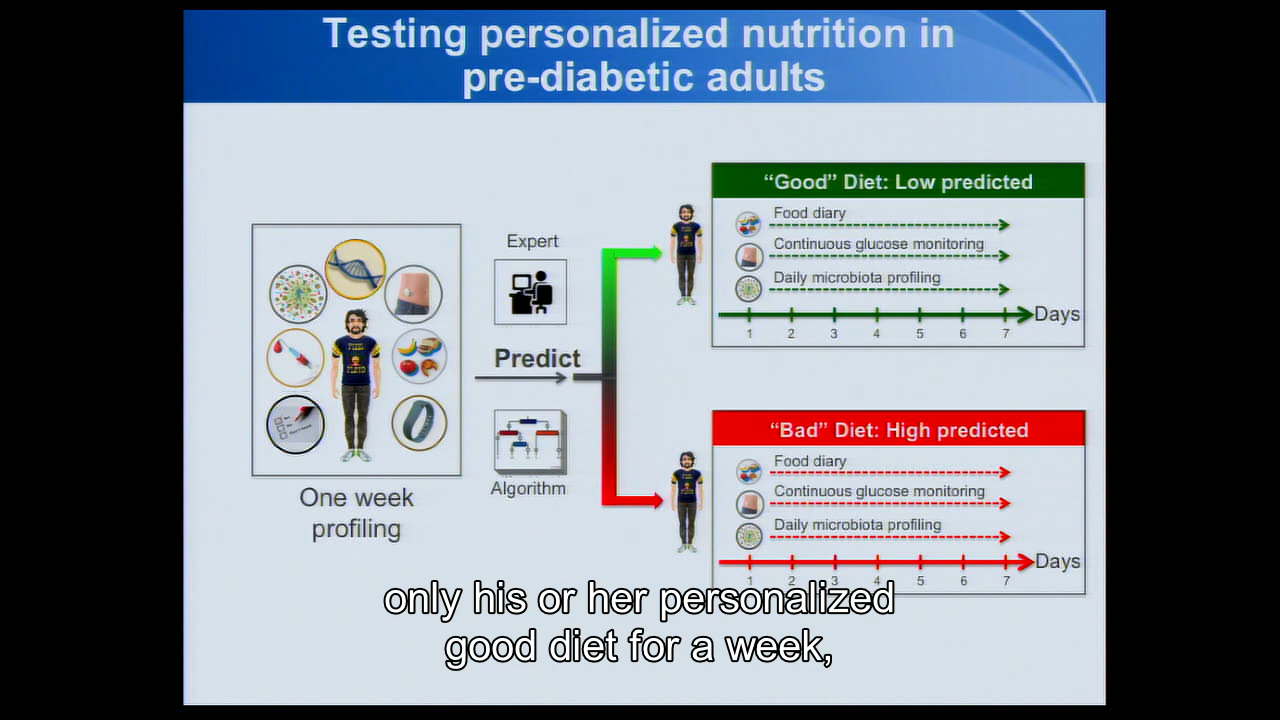 Testing personalized nutrition in
pre-diabetic adults
One week
profiling
Expert
Predict
Algorithm
“Good” Diet: Low predicted
Food diary
Continuous glucose monitoring
Daily microbiota profiling
Days
1 2 3 4 5 6 7
“Bad” Diet: High predicted
Food diary
Continuous glucose monitoring
Daily microbiota profiling
Days
1 2 3 4 5 6 7
only his or her personalized
good diet for a week,